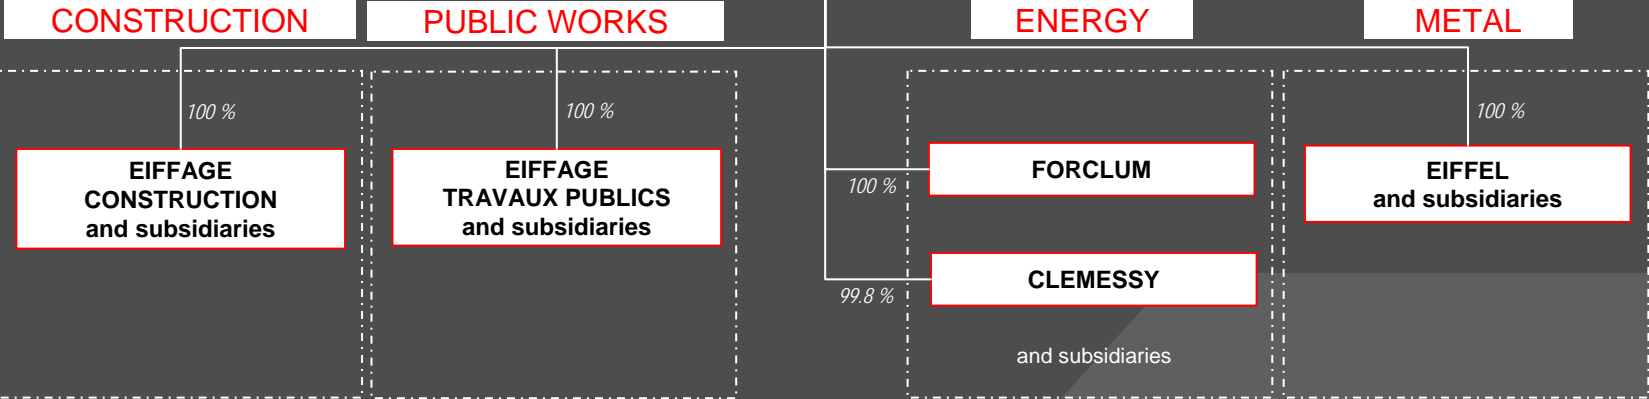 CONSTRUCTION
PUBLIC WORKS
ENERGY
METAL
100 %
100 %
100 %
EIFFAGE
CONSTRUCTION
and subsidiaries
EIFFAGE
TRAVAUX PUBLICS
and subsidiaries
FORCLUM
100 %
EIFFEL
and subsidiaries
CLEMESSY
99.8 %
and subsidiaries